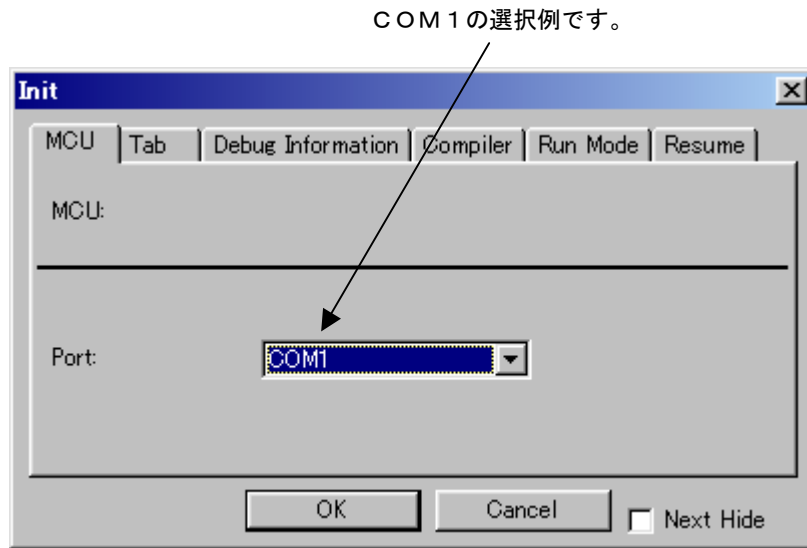 COM1の選択例です。
Init
MCU Tab Debug Information Compiler Run Mode Resume
MCU:
Port: COM1
OK Cancel Next Hide